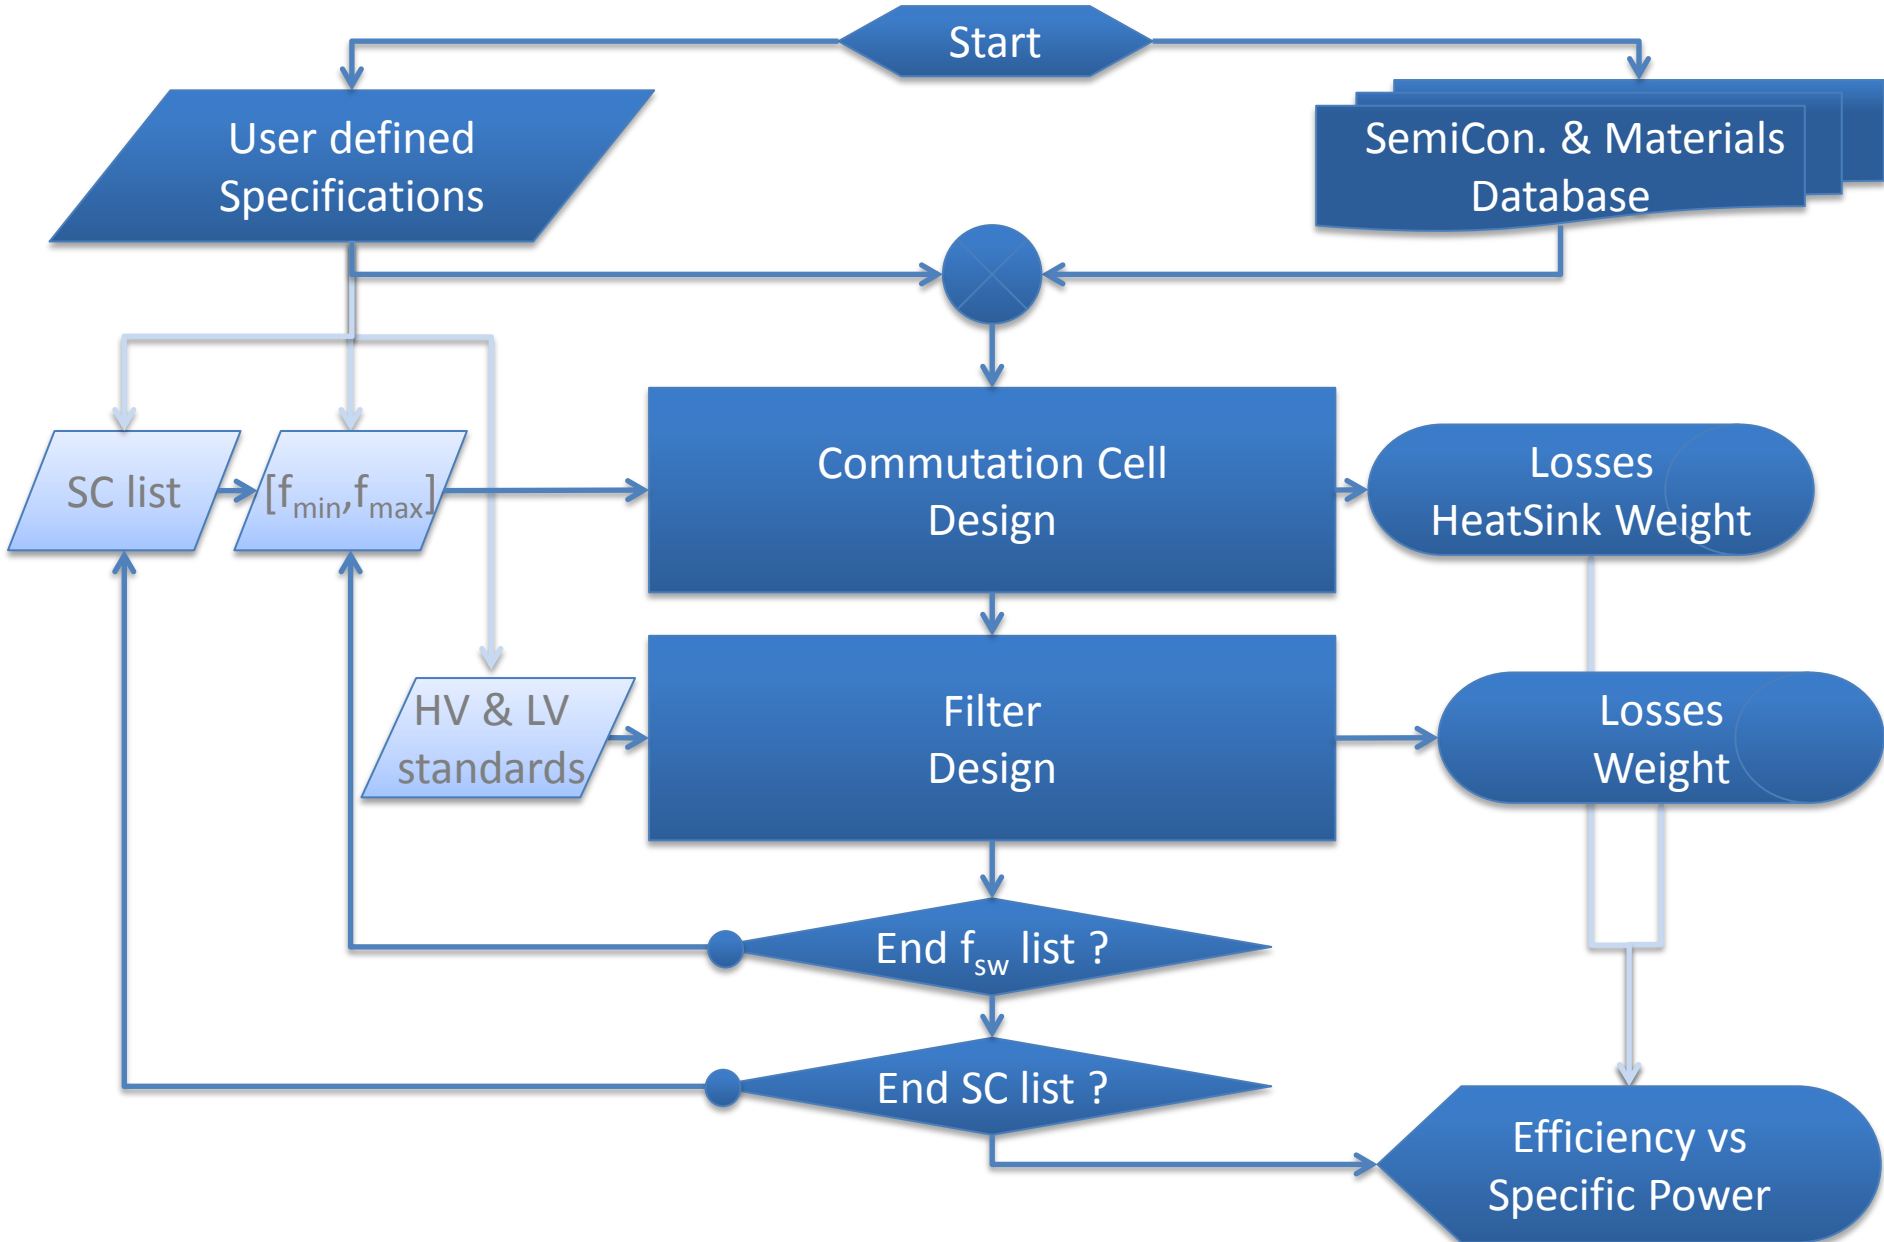 Start
User defined
Specifications
SemiCon. & Materials
Database
SC list
[fmin,fmax]
Commutation Cell
Design
Losses
HeatSink Weight
HV & LV
standards
Filter
Design
Losses
Weight
End fsw list ?
End SC list ?
Efficiency vs
Specific Power